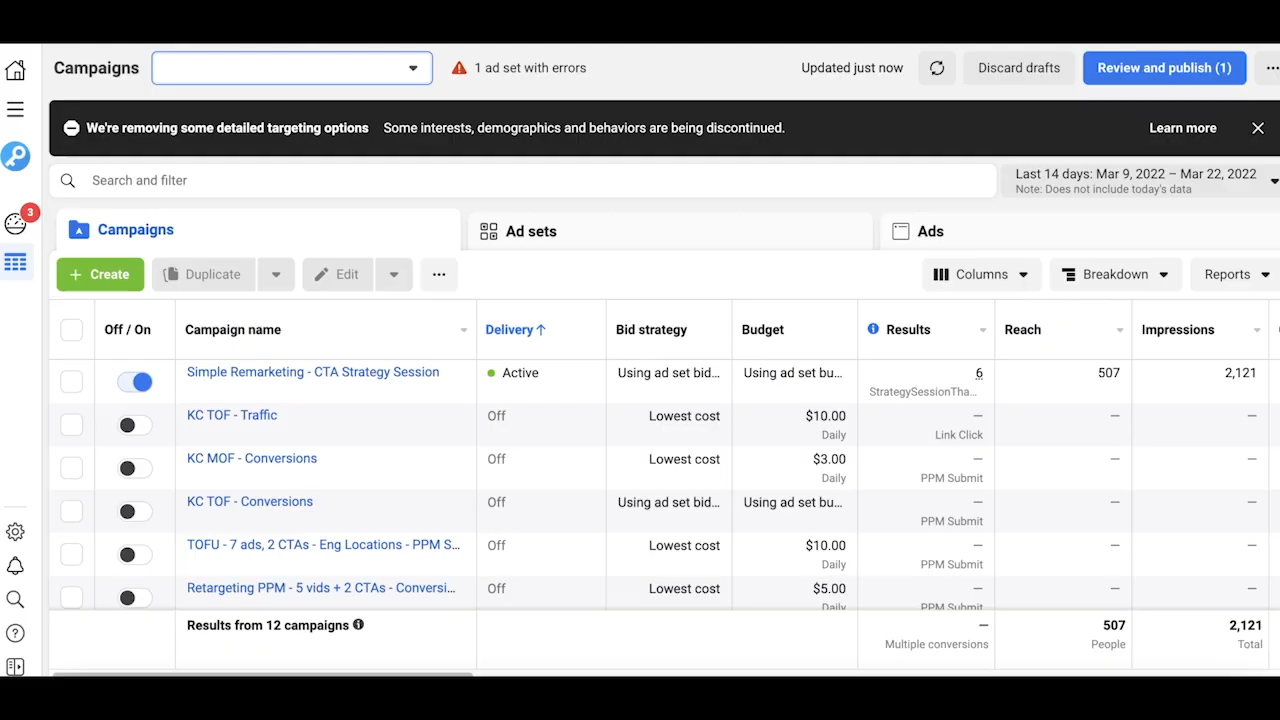 Campaigns
1 ad set with errors
Updated just now
Discard drafts
Review and publish (1)
We're removing some detailed targeting options Some interests, demographics and behaviors are being discontinued.
Learn more
Search and filter
Last 14 days: Mar 9, 2022 – Mar 22, 2022
Note: Does not include today's data
3
Campaigns
Ad sets
Ads
+ Create
Duplicate
Edit
Columns
Breakdown
Reports
Off / On
Campaign name
Delivery↑
Bid strategy
Budget
Results
Reach
Impressions
Simple Remarketing - CTA Strategy Session
Active
Using ad set bid...
Using ad set bu...
6
507
2,121
StrategySessionTha...
KC TOF - Traffic
Off
Lowest cost
$10.00
—
—
—
Daily
Link Click
KC MOF - Conversions
Off
Lowest cost
$3.00
—
—
—
Daily
PPM Submit
KC TOF - Conversions
Off
Using ad set bid...
Using ad set bu...
—
—
—
PPM Submit
TOFU - 7 ads, 2 CTAs - Eng Locations - PPM S...
Off
Lowest cost
$10.00
—
—
—
Daily
PPM Submit
Retargeting PPM - 5 vids + 2 CTAs - Conversi...
Off
Lowest cost
$5.00
—
—
—
Daily
PPM Submit
Results from 12 campaigns
—
507
2,121
Multiple conversions
People
Total